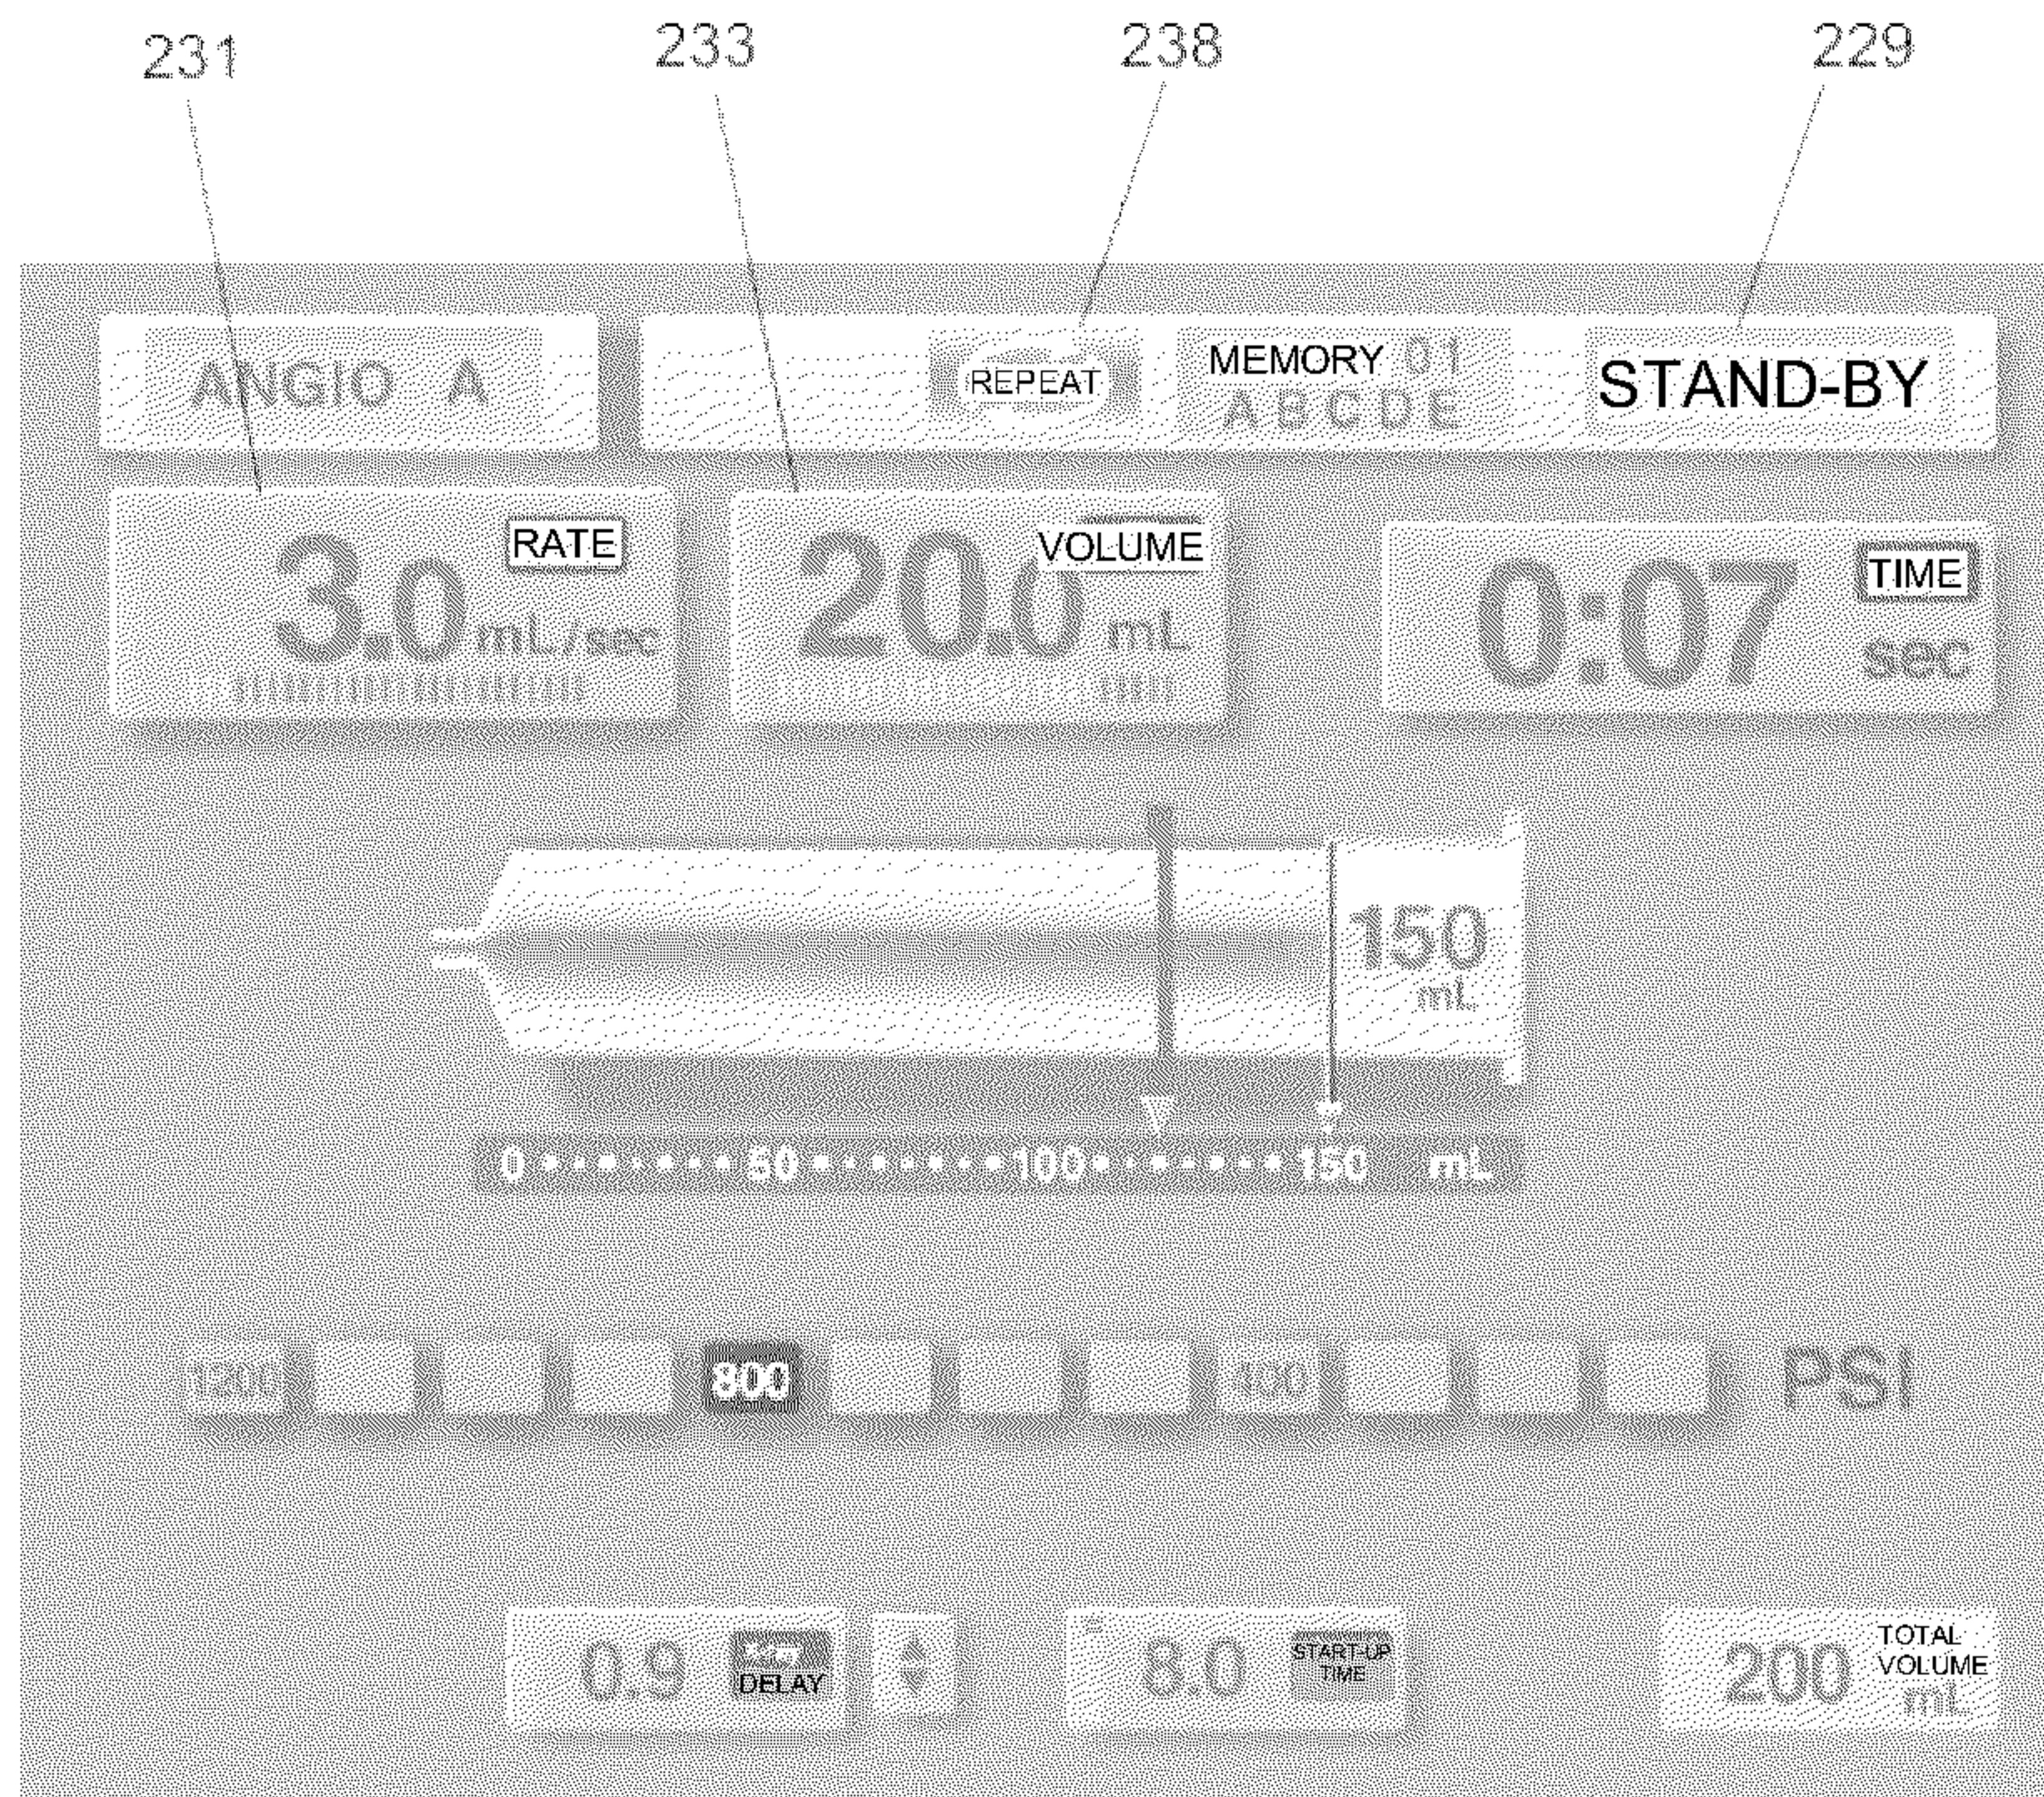 231 233 238 229
ANGIO A REPEAT MEMORY 01 STAND-BY
A B C D E
3.0 mL/sec RATE 20.0 mL VOLUME 0:07 sec TIME
150
mL
0 50 100 150 mL
1200 800 400 PSI
0.9 DELAY 8.0 START-UP TIME 200 TOTAL VOLUME mL